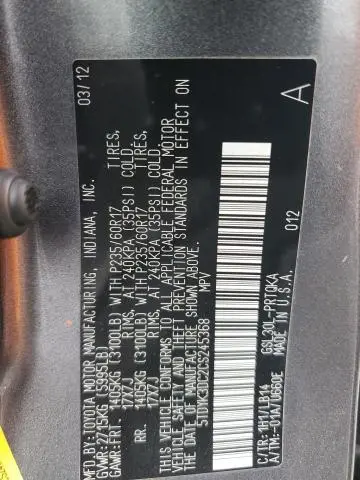 MFD.BY:TOYOTA MOTOR MANUFACTURING, INDIANA, INC. 03/12
GVWR:2715KG (5995LB)
GAWR:FRT. 1405KG (3100LB) WITH P235/60R17 TIRES,
17X7J RIMS, AT 240KPA (35PSI) COLD.
RR. 1405KG (3100LB) WITH P235/60R17 TIRES,
17X7J RIMS, AT 240KPA (35PSI) COLD.
THIS VEHICLE CONFORMS TO ALL APPLICABLE FEDERAL MOTOR
VEHICLE SAFETY AND THEFT PREVENTION STANDARDS IN EFFECT ON
THE DATE OF MANUFACTURE SHOWN ABOVE.
5TDYK3DC2CS245368 MPV
A
012
C/TR:1H1/LB14 GSL30L-PRTQKA
A/TM:-01A/U660E U.S.A.